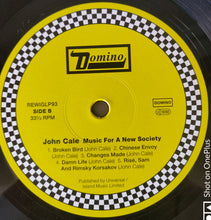 Domino
REWIGLP93
SIDE B
33⅓ RPM
DOMINO
John Cale Music For A New Society
1. Broken Bird (John Cale) 2. Chinese Envoy
(John Cale) 3. Changes Made (John Cale)
4. Damn Life (John Cale) 5. Risé, Sam
And Rimsky Korsakov (John Cale)
Published by Universal /
Island Music Limited
Shot on OnePlus